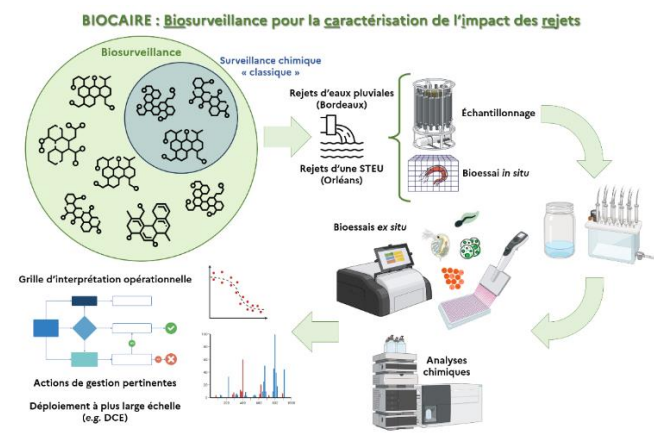 BIOCAIRE : Biosurveillance pour la caractérisation de l'impact des rejets
Biosurveillance
Surveillance chimique
« classique »
Rejets d'eaux pluviales
(Bordeaux)
Rejets d'une STEU
(Orléans)
Échantillonnage
Bioessai in situ
Bioessais ex situ
Analyses
chimiques
Grille d'interprétation opérationnelle
Actions de gestion pertinentes
Déploiement à plus large échelle
(e.g. DCE)